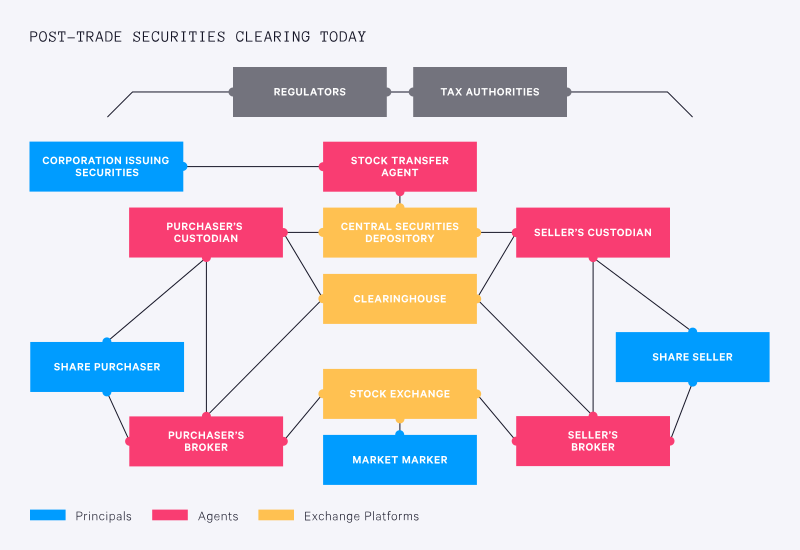 POST-TRADE SECURITIES CLEARING TODAY
REGULATORS
TAX AUTHORITIES
CORPORATION ISSUING
SECURITIES
STOCK TRANSFER
AGENT
PURCHASER'S
CUSTODIAN
CENTRAL SECURITIES
DEPOSITORY
SELLER'S CUSTODIAN
CLEARINGHOUSE
SHARE PURCHASER
SHARE SELLER
STOCK EXCHANGE
PURCHASER'S
BROKER
SELLER'S
BROKER
MARKET MARKER
Principals
Agents
Exchange Platforms